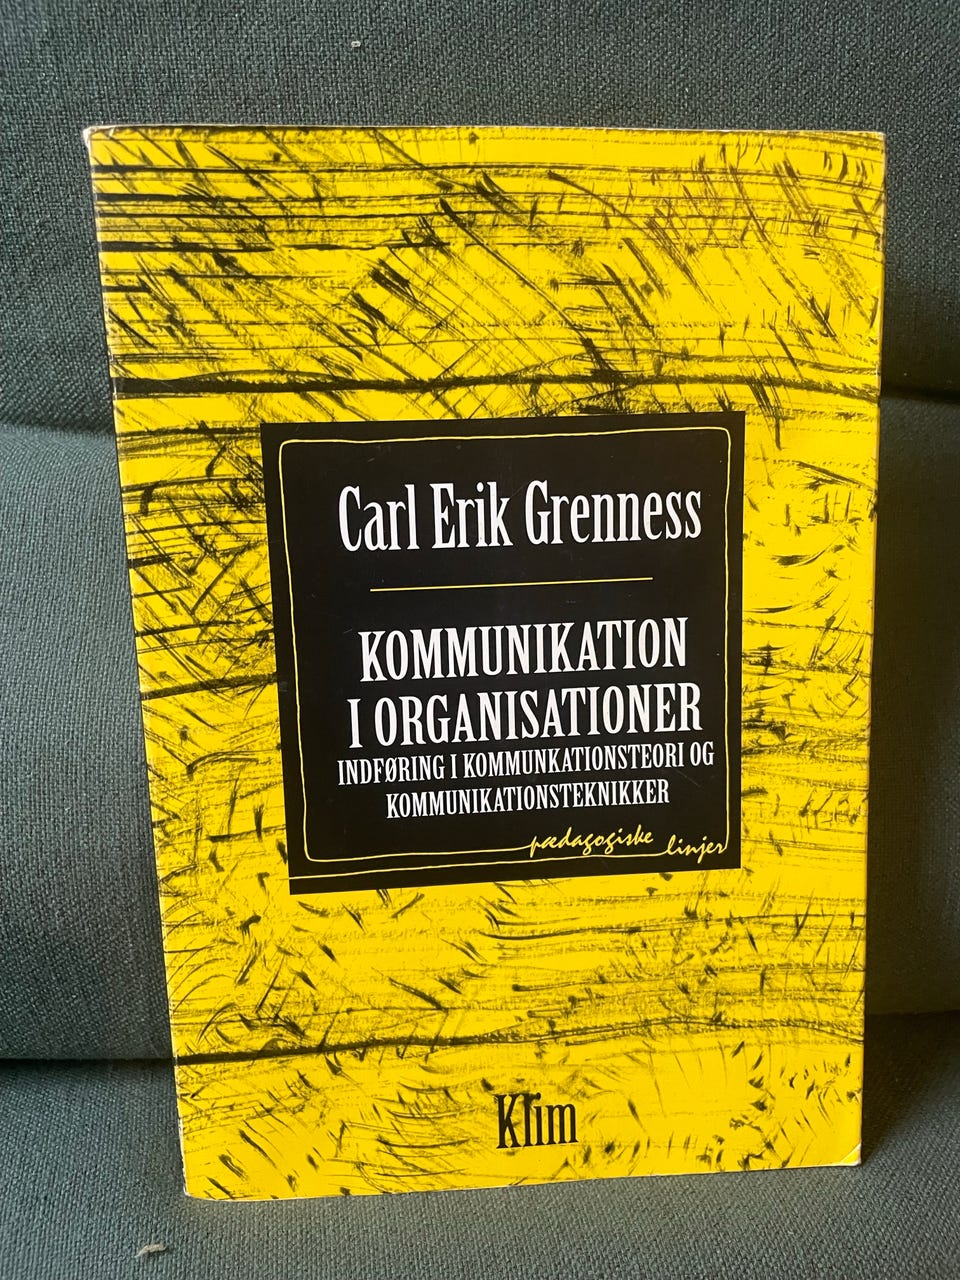 Carl Erik Grenness
KOMMUNIKATION
I ORGANISATIONER
INDFØRING I KOMMUNKATIONSTEORI OG
KOMMUNIKATIONSTEKNIKKER
pædagogiske linjer
Klim